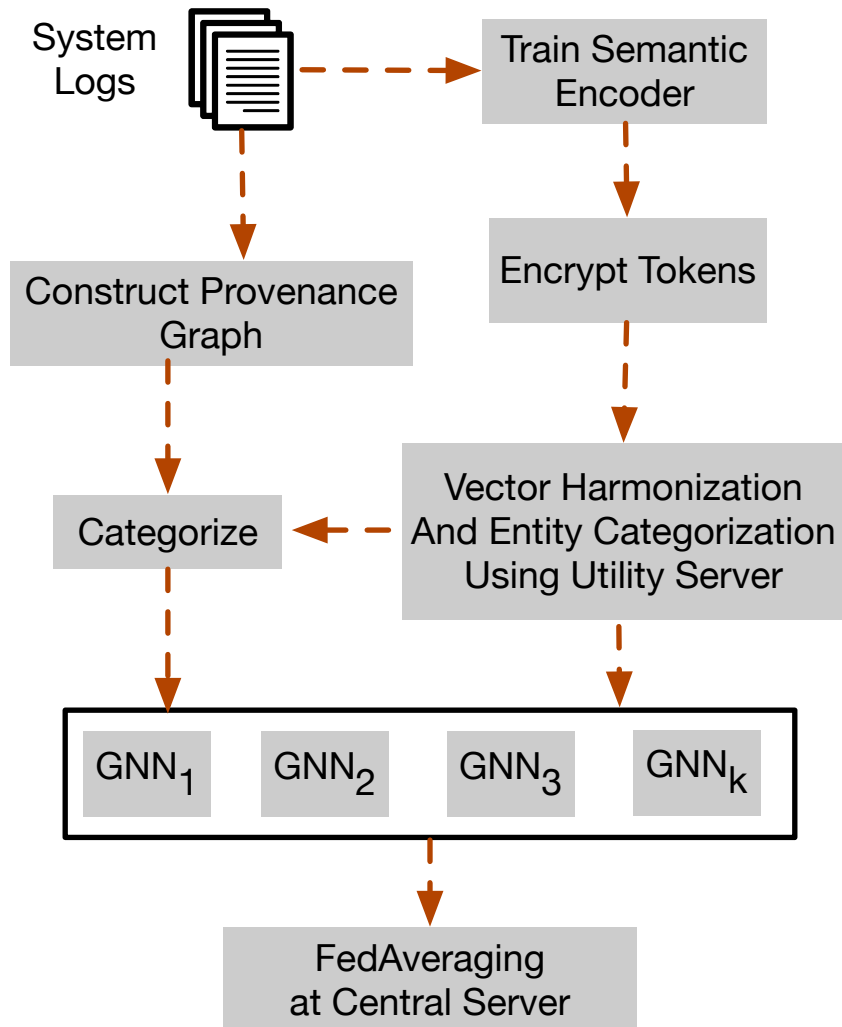 System
Logs
Train Semantic
Encoder
Construct Provenance
Graph
Encrypt Tokens
Categorize
Vector Harmonization
And Entity Categorization
Using Utility Server
GNN1 GNN2 GNN3 GNNk
FedAveraging
at Central Server